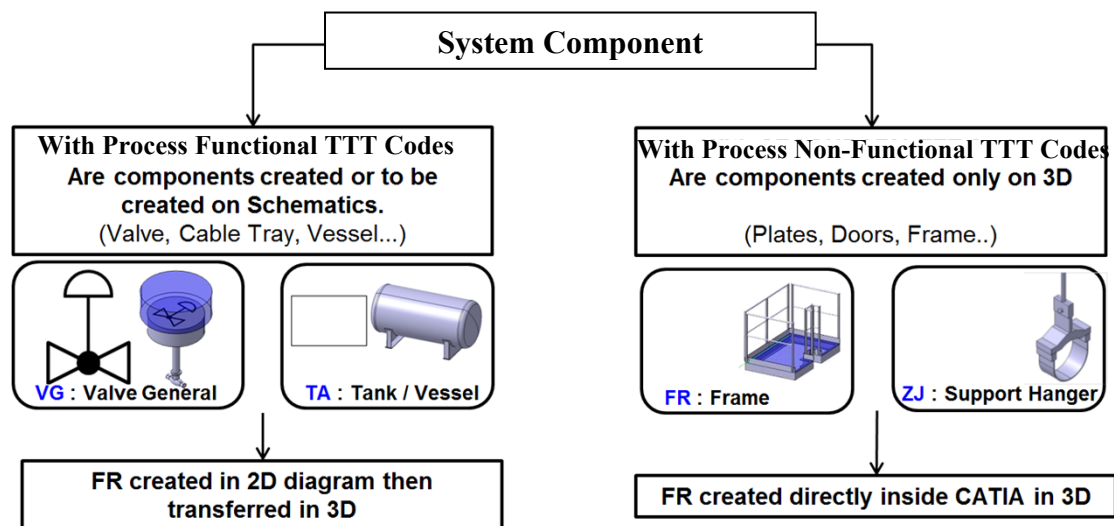 System Component
With Process Functional TTT Codes
Are components created or to be
created on Schematics.
(Valve, Cable Tray, Vessel...)
VG : Valve General
TA : Tank / Vessel
FR created in 2D diagram then
transferred in 3D
With Process Non-Functional TTT Codes
Are components created only on 3D
(Plates, Doors, Frame..)
FR : Frame
ZJ : Support Hanger
FR created directly inside CATIA in 3D